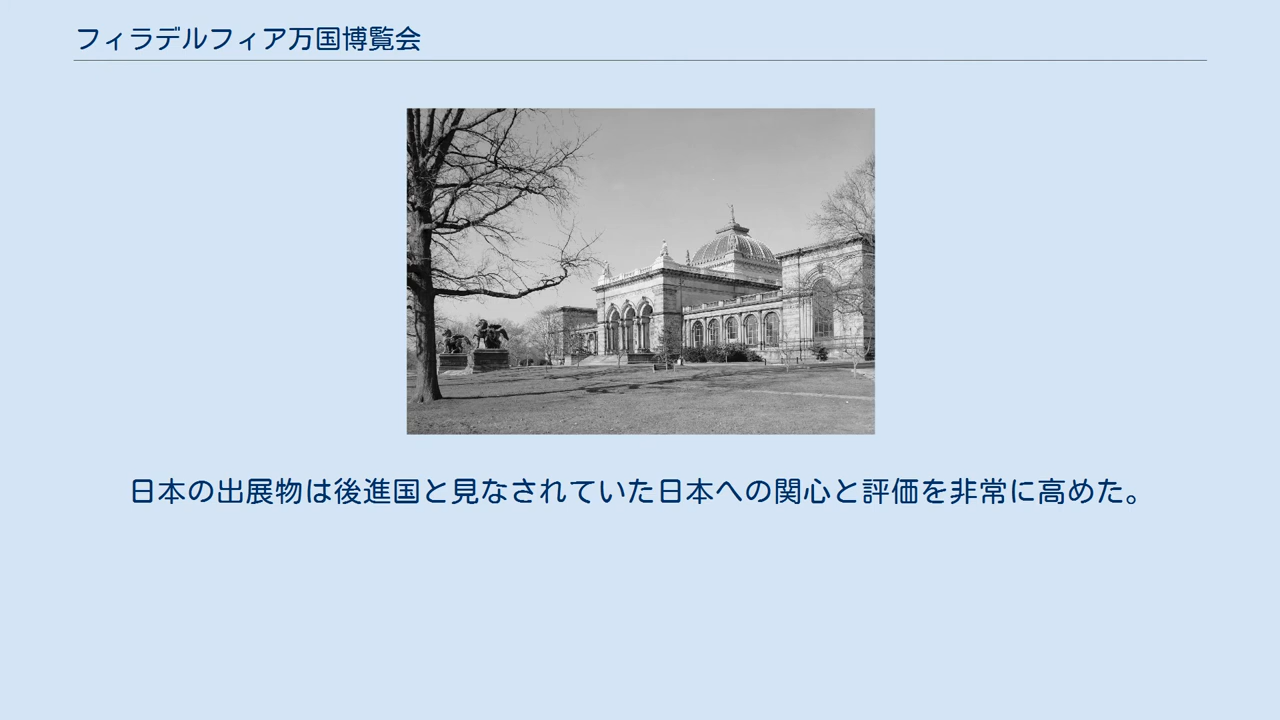 フィラデルフィア万国博覧会
日本の出展物は後進国と見なされていた日本への関心と評価を非常に高めた。